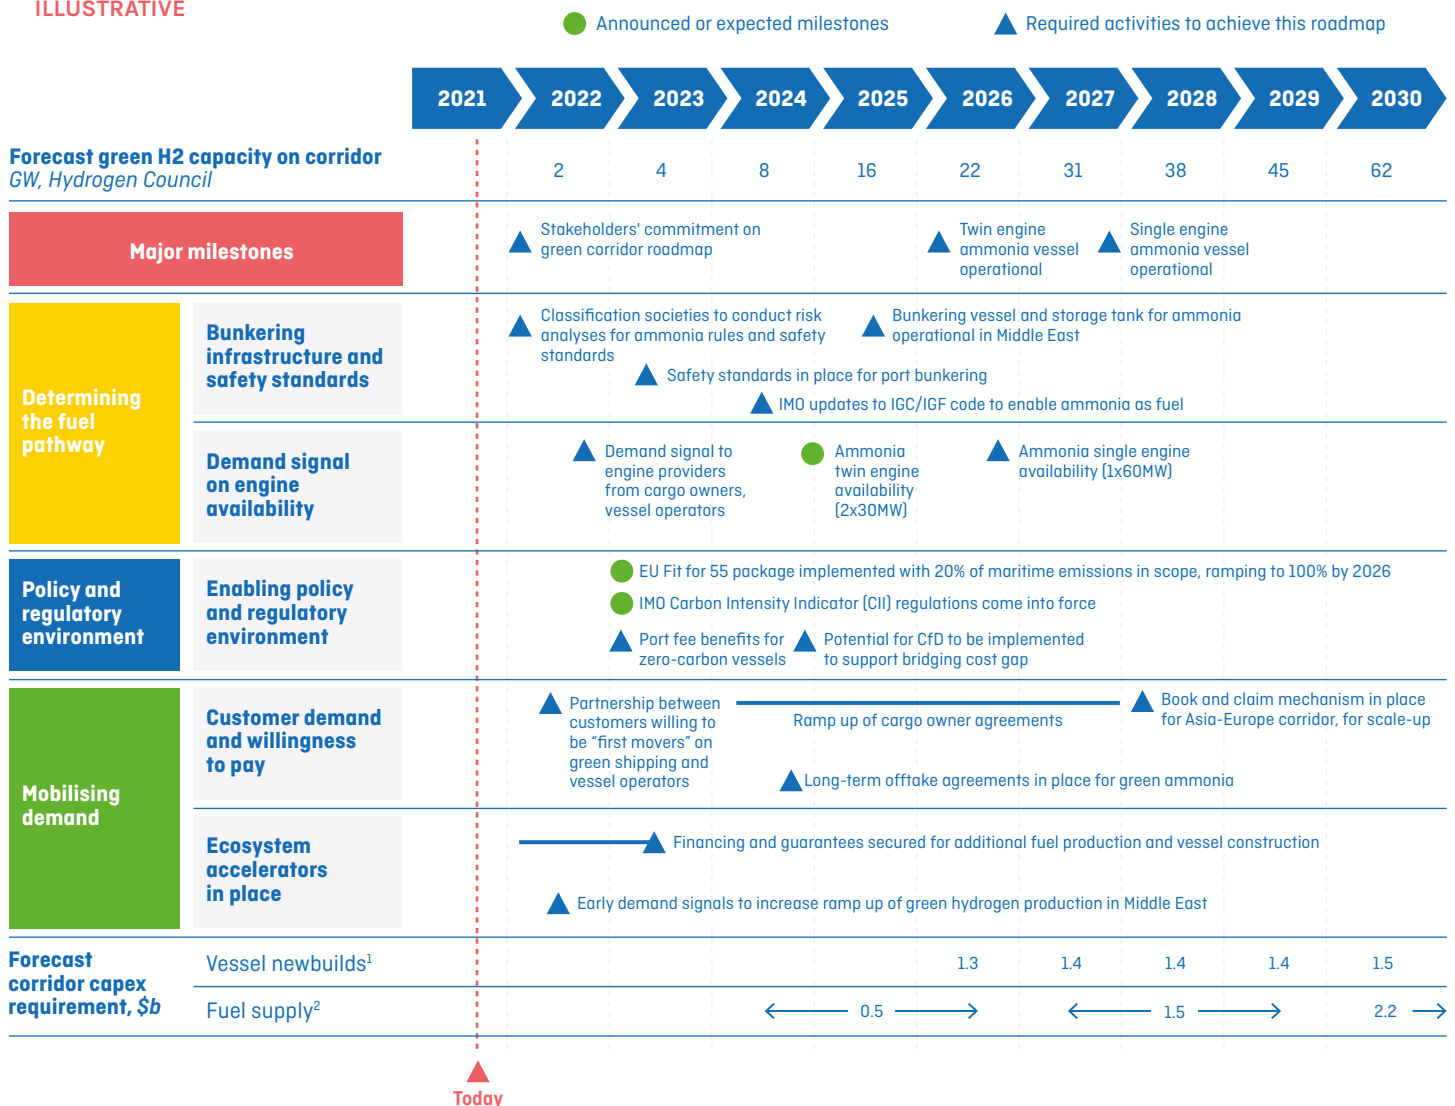 ILLUSTRATIVE
Announced or expected milestones
Required activities to achieve this roadmap
2021
2022
2023
2024
2025
2026
2027
2028
2029
2030
Forecast green H2 capacity on corridor
GW, Hydrogen Council
2
4
8
16
22
31
38
45
62
Major milestones
Stakeholders' commitment on
green corridor roadmap
Twin engine
ammonia vessel
operational
Single engine
ammonia vessel
operational
Determining
the fuel
pathway
Bunkering
infrastructure and
safety standards
Classification societies to conduct risk
analyses for ammonia rules and safety
standards
Bunkering vessel and storage tank for ammonia
operational in Middle East
Safety standards in place for port bunkering
IMO updates to IGC/IGF code to enable ammonia as fuel
Demand signal
on engine
availability
Demand signal to
engine providers
from cargo owners,
vessel operators
Ammonia
twin engine
availability
(2x30MW)
Ammonia single engine
availability (1x60MW)
Policy and
regulatory
environment
Enabling policy
and regulatory
environment
EU Fit for 55 package implemented with 20% of maritime emissions in scope, ramping to 100% by 2026
IMO Carbon Intensity Indicator (CII) regulations come into force
Port fee benefits for
zero-carbon vessels
Potential for CfD to be implemented
to support bridging cost gap
Mobilising
demand
Customer demand
and willingness
to pay
Partnership between
customers willing to
be “first movers” on
green shipping and
vessel operators
Ramp up of cargo owner agreements
Book and claim mechanism in place
for Asia-Europe corridor, for scale-up
Long-term offtake agreements in place for green ammonia
Ecosystem
accelerators
in place
Financing and guarantees secured for additional fuel production and vessel construction
Early demand signals to increase ramp up of green hydrogen production in Middle East
Forecast
corridor capex
requirement, $b
Vessel newbuilds1
1.3
1.4
1.4
1.4
1.5
Fuel supply2
0.5
1.5
2.2
Today